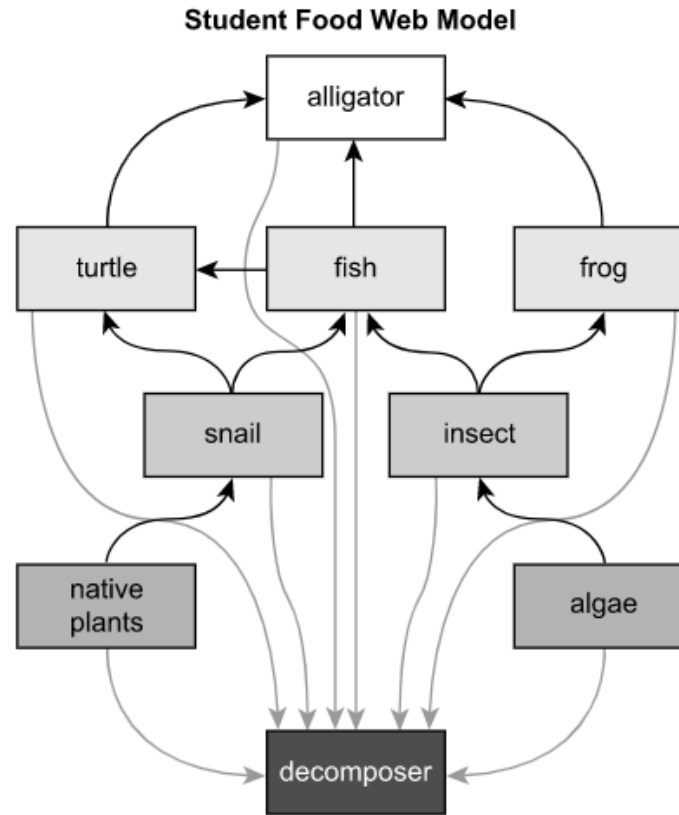 Student Food Web Model
alligator
turtle
fish
frog
snail
insect
native
plants
algae
decomposer